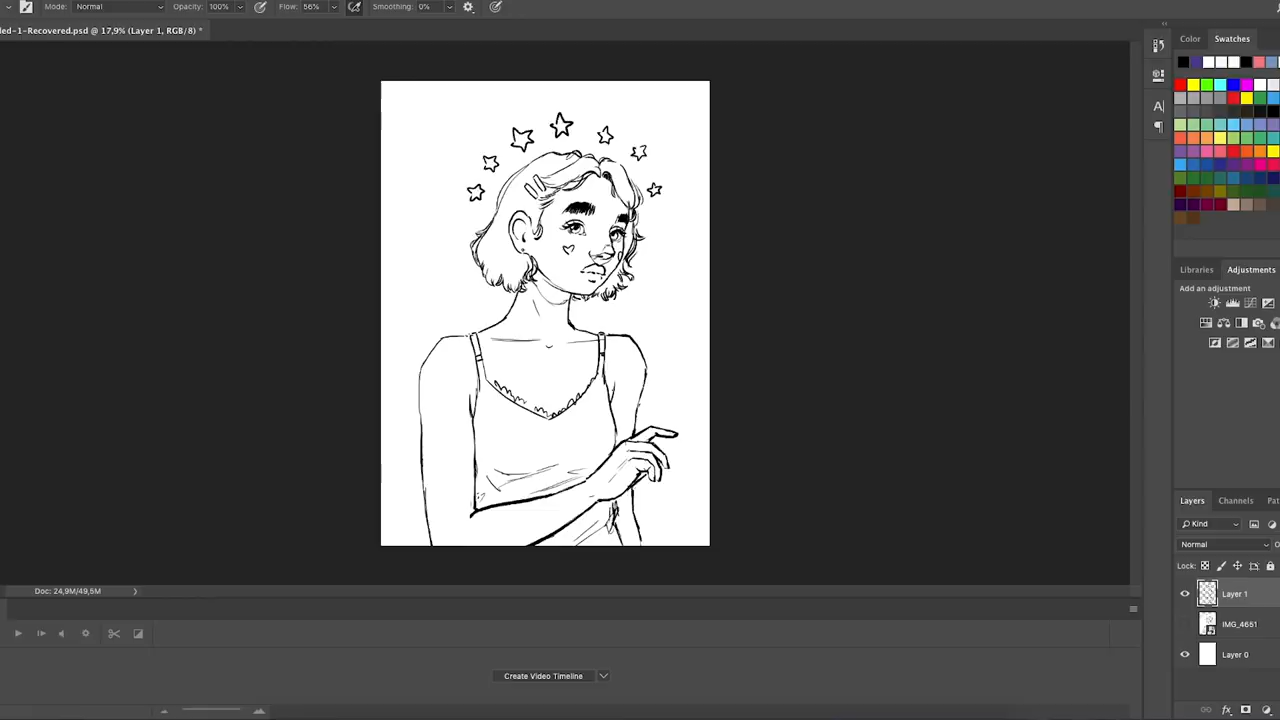 Mode: Normal Opacity: 100% Flow: 56% Smoothing: 0%
led-1-Recovered.psd @ 17,9% (Layer 1, RGB/8) *
Color Swatches
Libraries Adjustments
Add an adjustment
Layers Channels
Kind
Normal
Lock:
Layer 1
IMG_4651
Layer 0
Doc: 24,9M/49,5M
Create Video Timeline